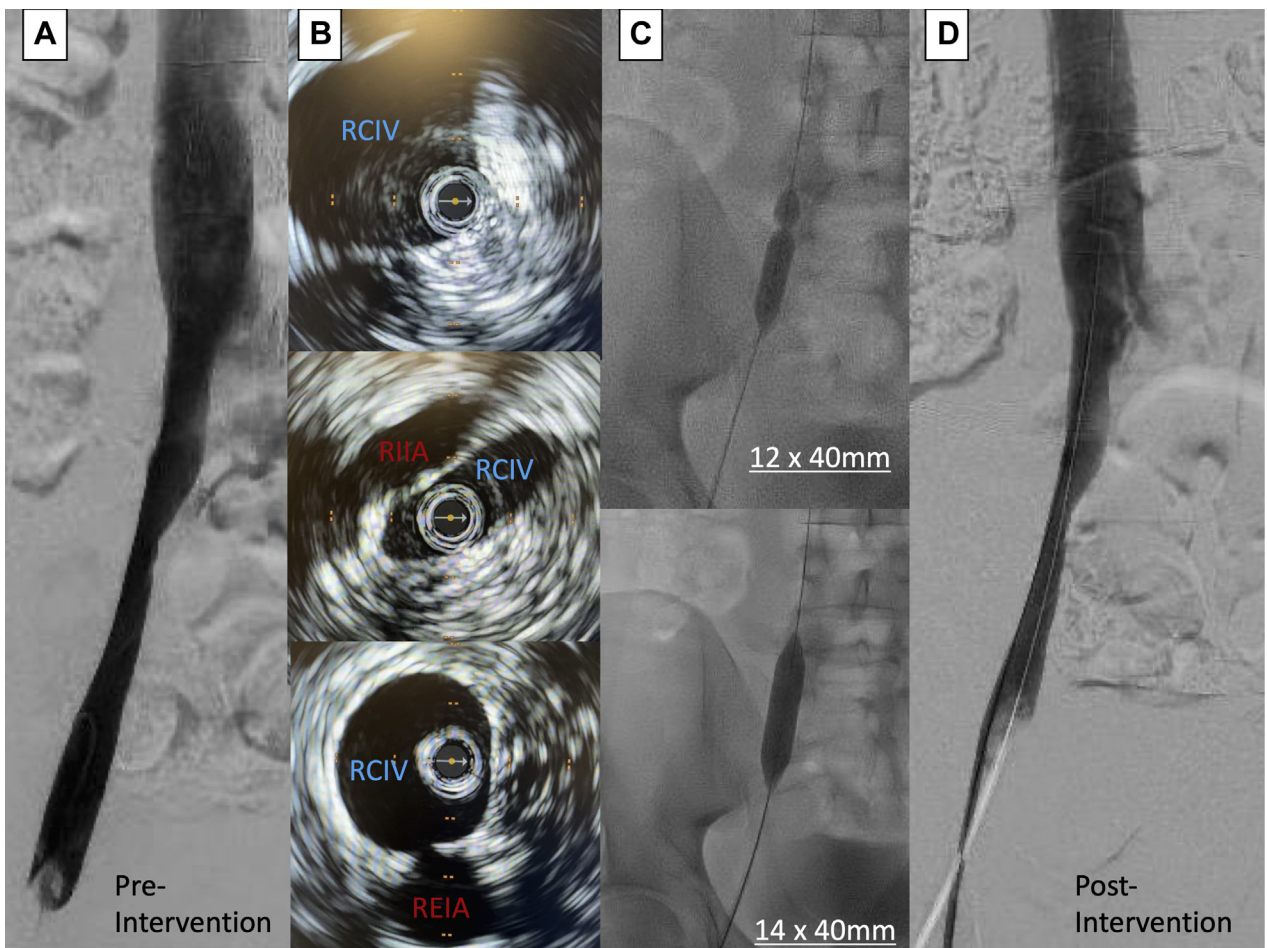 A
B
C
D
RCIV
RIIA
RCIV
RCIV
REIA
12 x 40mm
14 x 40mm
Pre-
Intervention
Post-
Intervention